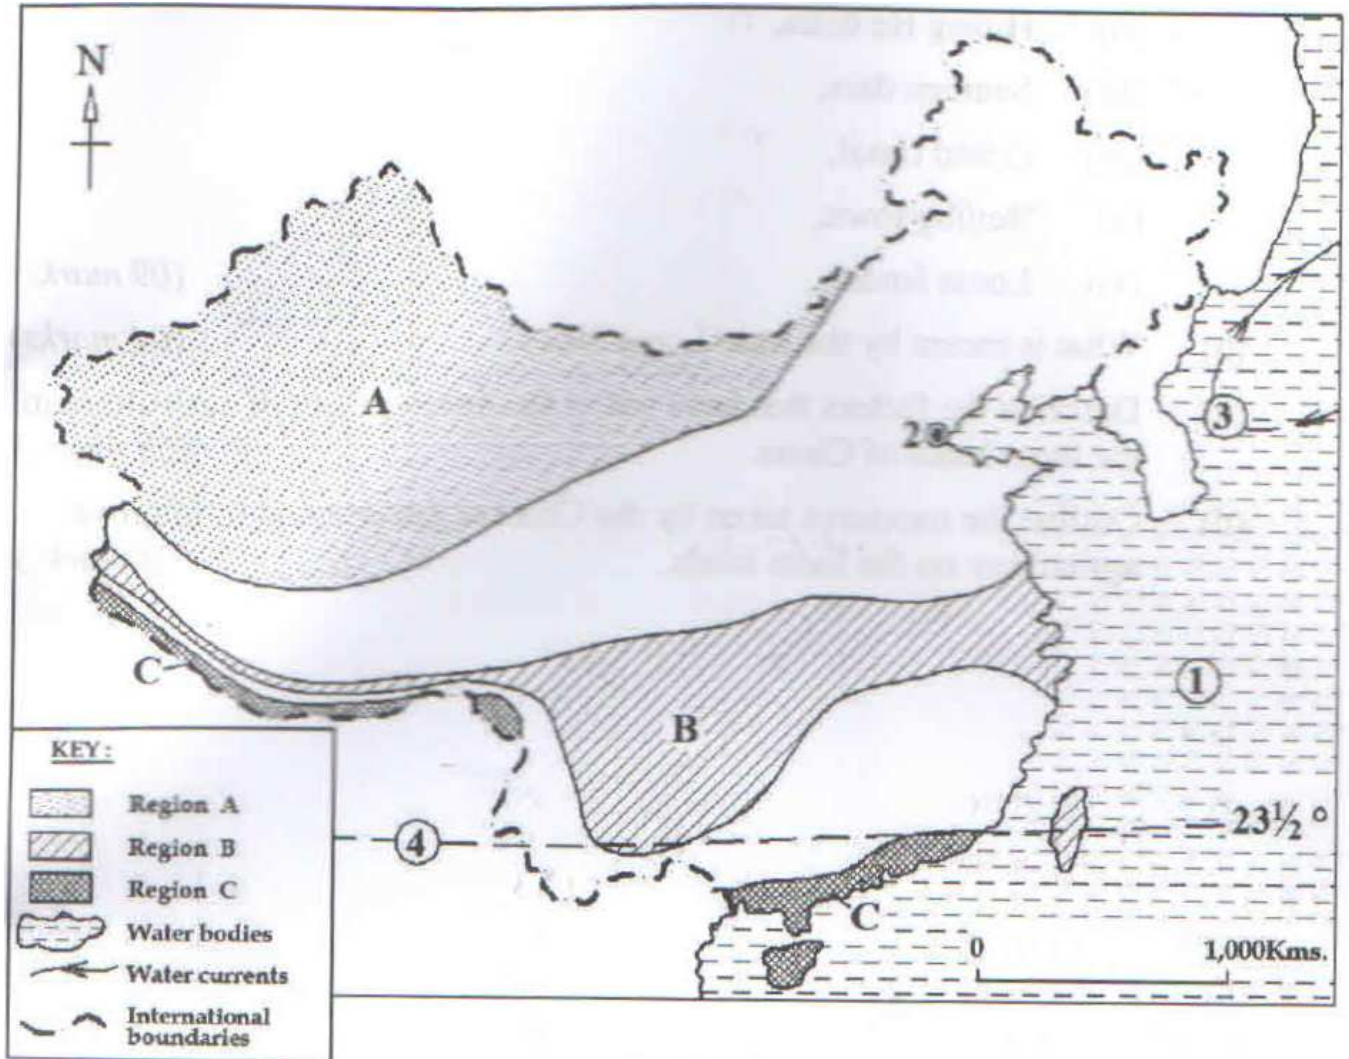 N
A
2
3
C
1
B
KEY :
Region A
Region B
Region C
Water bodies
Water currents
International
boundaries
4
23½ °
C
0 1,000Kms.